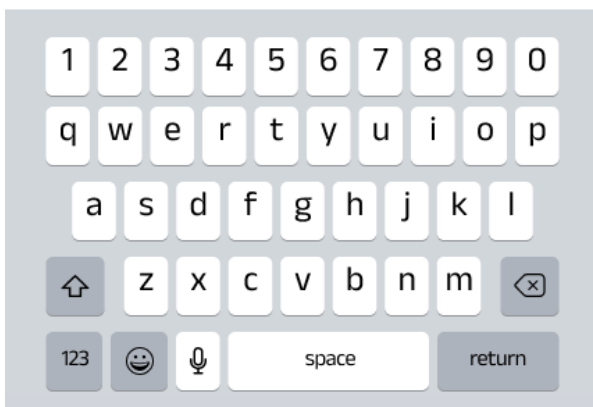 1 2 3 4 5 6 7 8 9 0
q w e r t y u i o p
a s d f g h j k l
z x c v b n m
123 space return